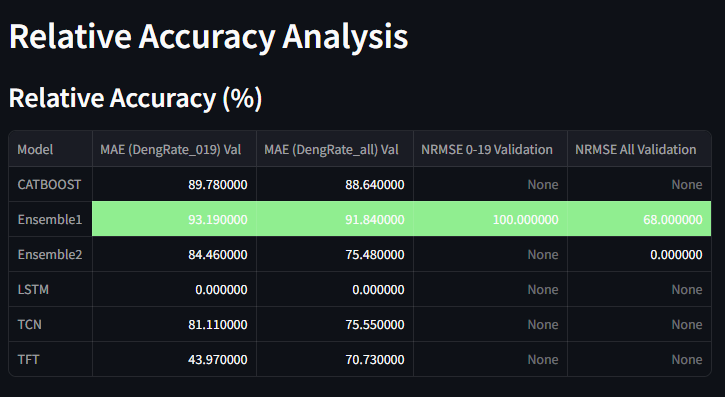 Relative Accuracy Analysis
Relative Accuracy (%)
Model MAE (DengRate_019) Val MAE (DengRate_all) Val NRMSE 0-19 Validation NRMSE All Validation
CATBOOST 89.780000 88.640000 None None
Ensemble1 93.190000 91.840000 100.000000 68.000000
Ensemble2 84.460000 75.480000 None 0.000000
LSTM 0.000000 0.000000 None None
TCN 81.110000 75.550000 None None
TFT 43.970000 70.730000 None None